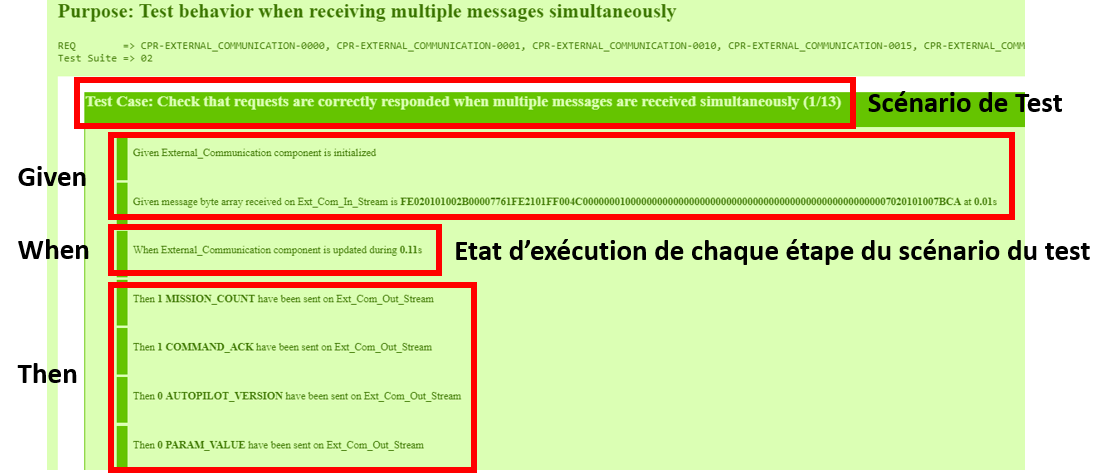 Purpose: Test behavior when receiving multiple messages simultaneously
REQ => CPR-EXTERNAL_COMMUNICATION-0000, CPR-EXTERNAL_COMMUNICATION-0001, CPR-EXTERNAL_COMMUNICATION-0010, CPR-EXTERNAL_COMMUNICATION-0015, CPR-EXTERNAL_COMM
Test Suite => 02
Test Case: Check that requests are correctly responded when multiple messages are received simultaneously (1/13)
Scénario de Test
Given
Given External_Communication component is initialized
Given message byte array received on Ext_Com_In_Stream is at 0.01s
When
When External_Communication component is updated during 0.11s
Etat d’exécution de chaque étape du scénario du test
Then
Then 1 MISSION_COUNT have been sent on Ext_Com_Out_Stream
Then 1 COMMAND_ACK have been sent on Ext_Com_Out_Stream
Then 0 AUTOPILOT_VERSION have been sent on Ext_Com_Out_Stream
Then 0 PARAM_VALUE have been sent on Ext_Com_Out_Stream